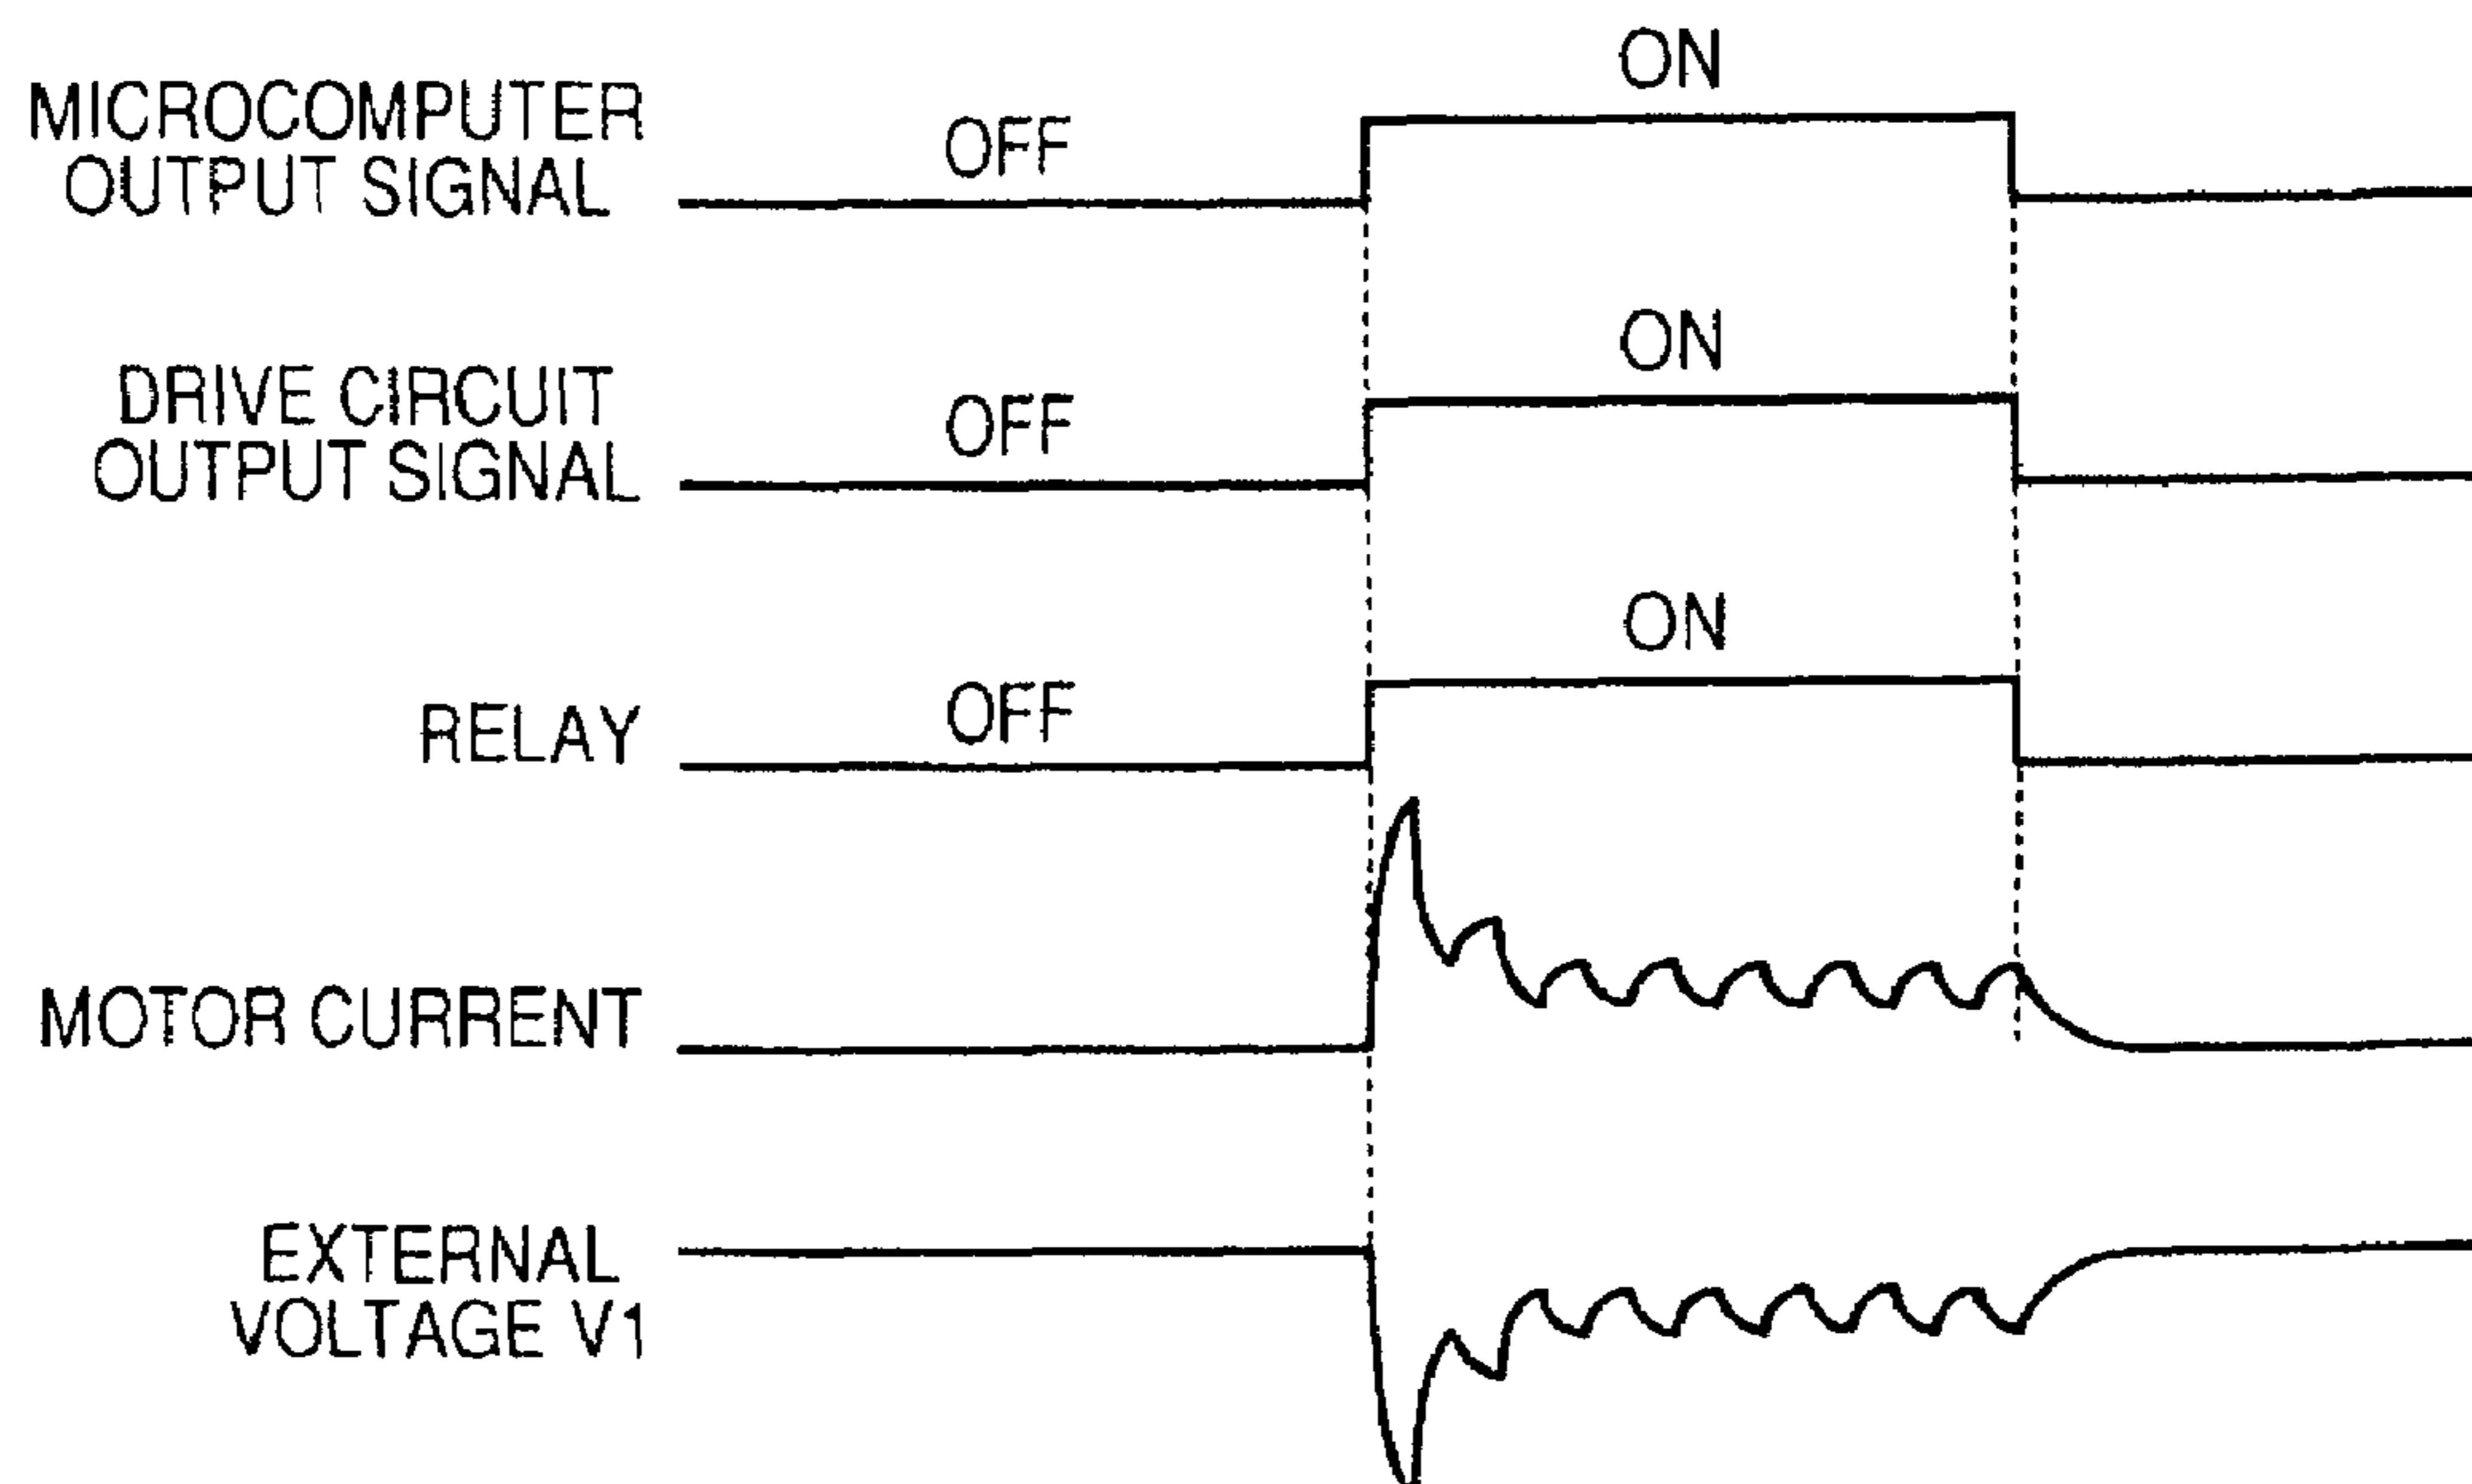 ON
MICROCOMPUTER
OUTPUT SIGNAL
OFF
ON
DRIVE CIRCUIT
OUTPUT SIGNAL
OFF
ON
RELAY
OFF
MOTOR CURRENT
EXTERNAL
VOLTAGE V1